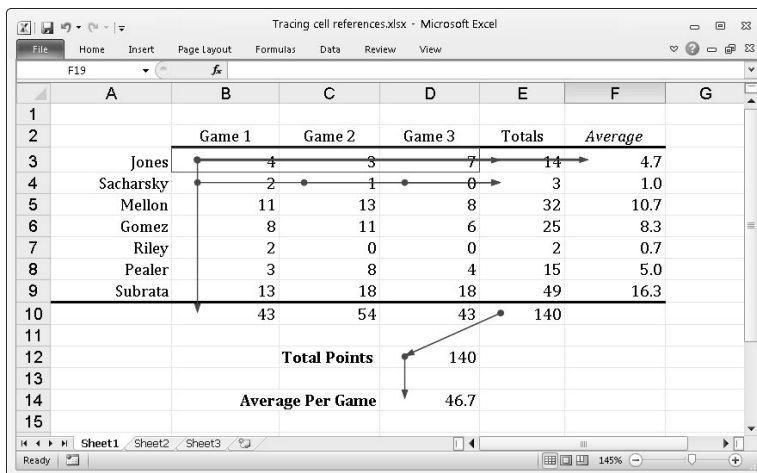 Tracing cell references.xlsx - Microsoft Excel
File Home Insert Page Layout Formulas Data Review View
F19 fx
A B C D E F G
1
2 Game 1 Game 2 Game 3 Totals Average
3 Jones 4 3 7 14 4.7
4 Sacharsky 2 1 0 3 1.0
5 Mellon 11 13 8 32 10.7
6 Gomez 8 11 6 25 8.3
7 Riley 2 0 0 2 0.7
8 Pealer 3 8 4 15 5.0
9 Subrata 13 18 18 49 16.3
10 43 54 43 140
11
12 Total Points 140
13
14 Average Per Game 46.7
15
Sheet1 Sheet2 Sheet3
Ready 145%